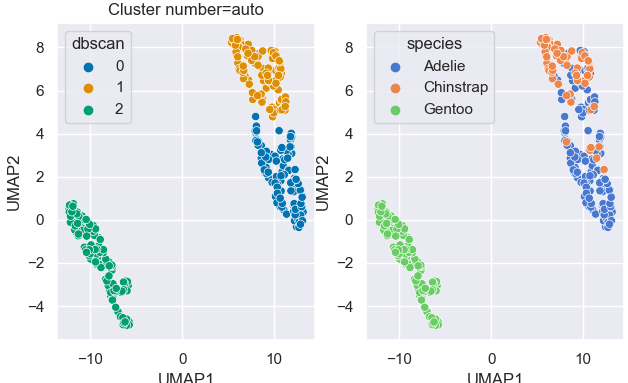 Cluster number=auto
dbscan
0
1
2
8
6
4
2
0
−2
−4
UMAP2
−10
0
10
UMAP1
species
Adelie
Chinstrap
Gentoo
8
6
4
2
0
−2
−4
UMAP2
−10
0
10
UMAP1